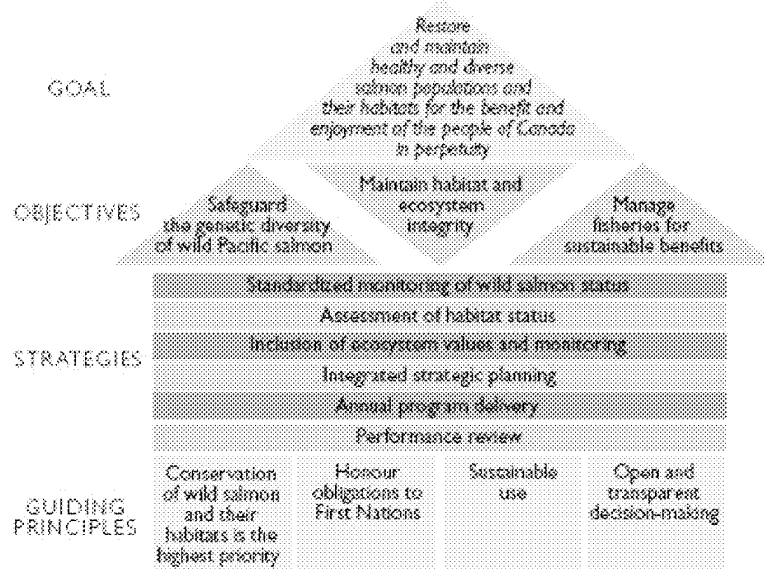 GOAL
Restore
and maintain
healthy and diverse
salmon populations and
their habitats for the benefit and
enjoyment of the people of Canada
in perpetuity
OBJECTIVES
Safeguard
the genetic diversity
of wild Pacific salmon
Maintain habitat and
ecosystem
integrity
Manage
fisheries for
sustainable benefits
STRATEGIES
Standardized monitoring of wild salmon status
Assessment of habitat status
Inclusion of ecosystem values and monitoring
Integrated strategic planning
Annual program delivery
Performance review
GUIDING
PRINCIPLES
Conservation
of wild salmon
and their
habitats is the
highest priority
Honour
obligations to
First Nations
Sustainable
use
Open and
transparent
decision-making